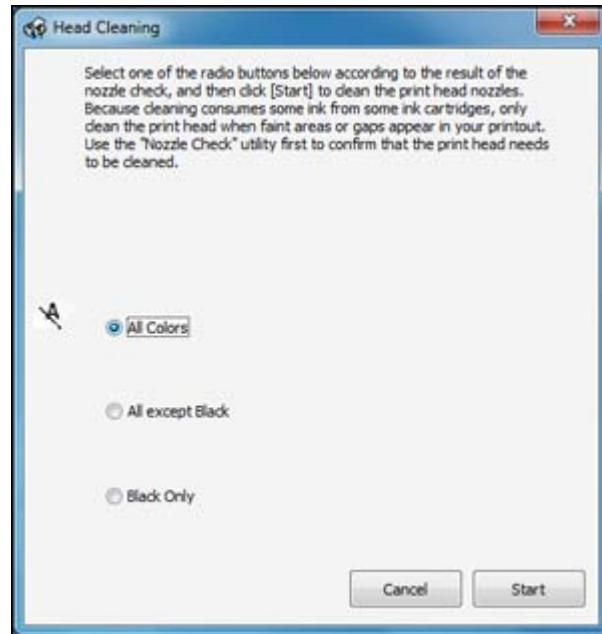 Head Cleaning
Select one of the radio buttons below according to the result of the
nozzle check, and then click [Start] to clean the print head nozzles.
Because cleaning consumes some ink from some ink cartridges, only
clean the print head when faint areas or gaps appear in your printout.
Use the "Nozzle Check" utility first to confirm that the print head needs
to be cleaned.
A
All Colors
All except Black
Black Only
Cancel
Start